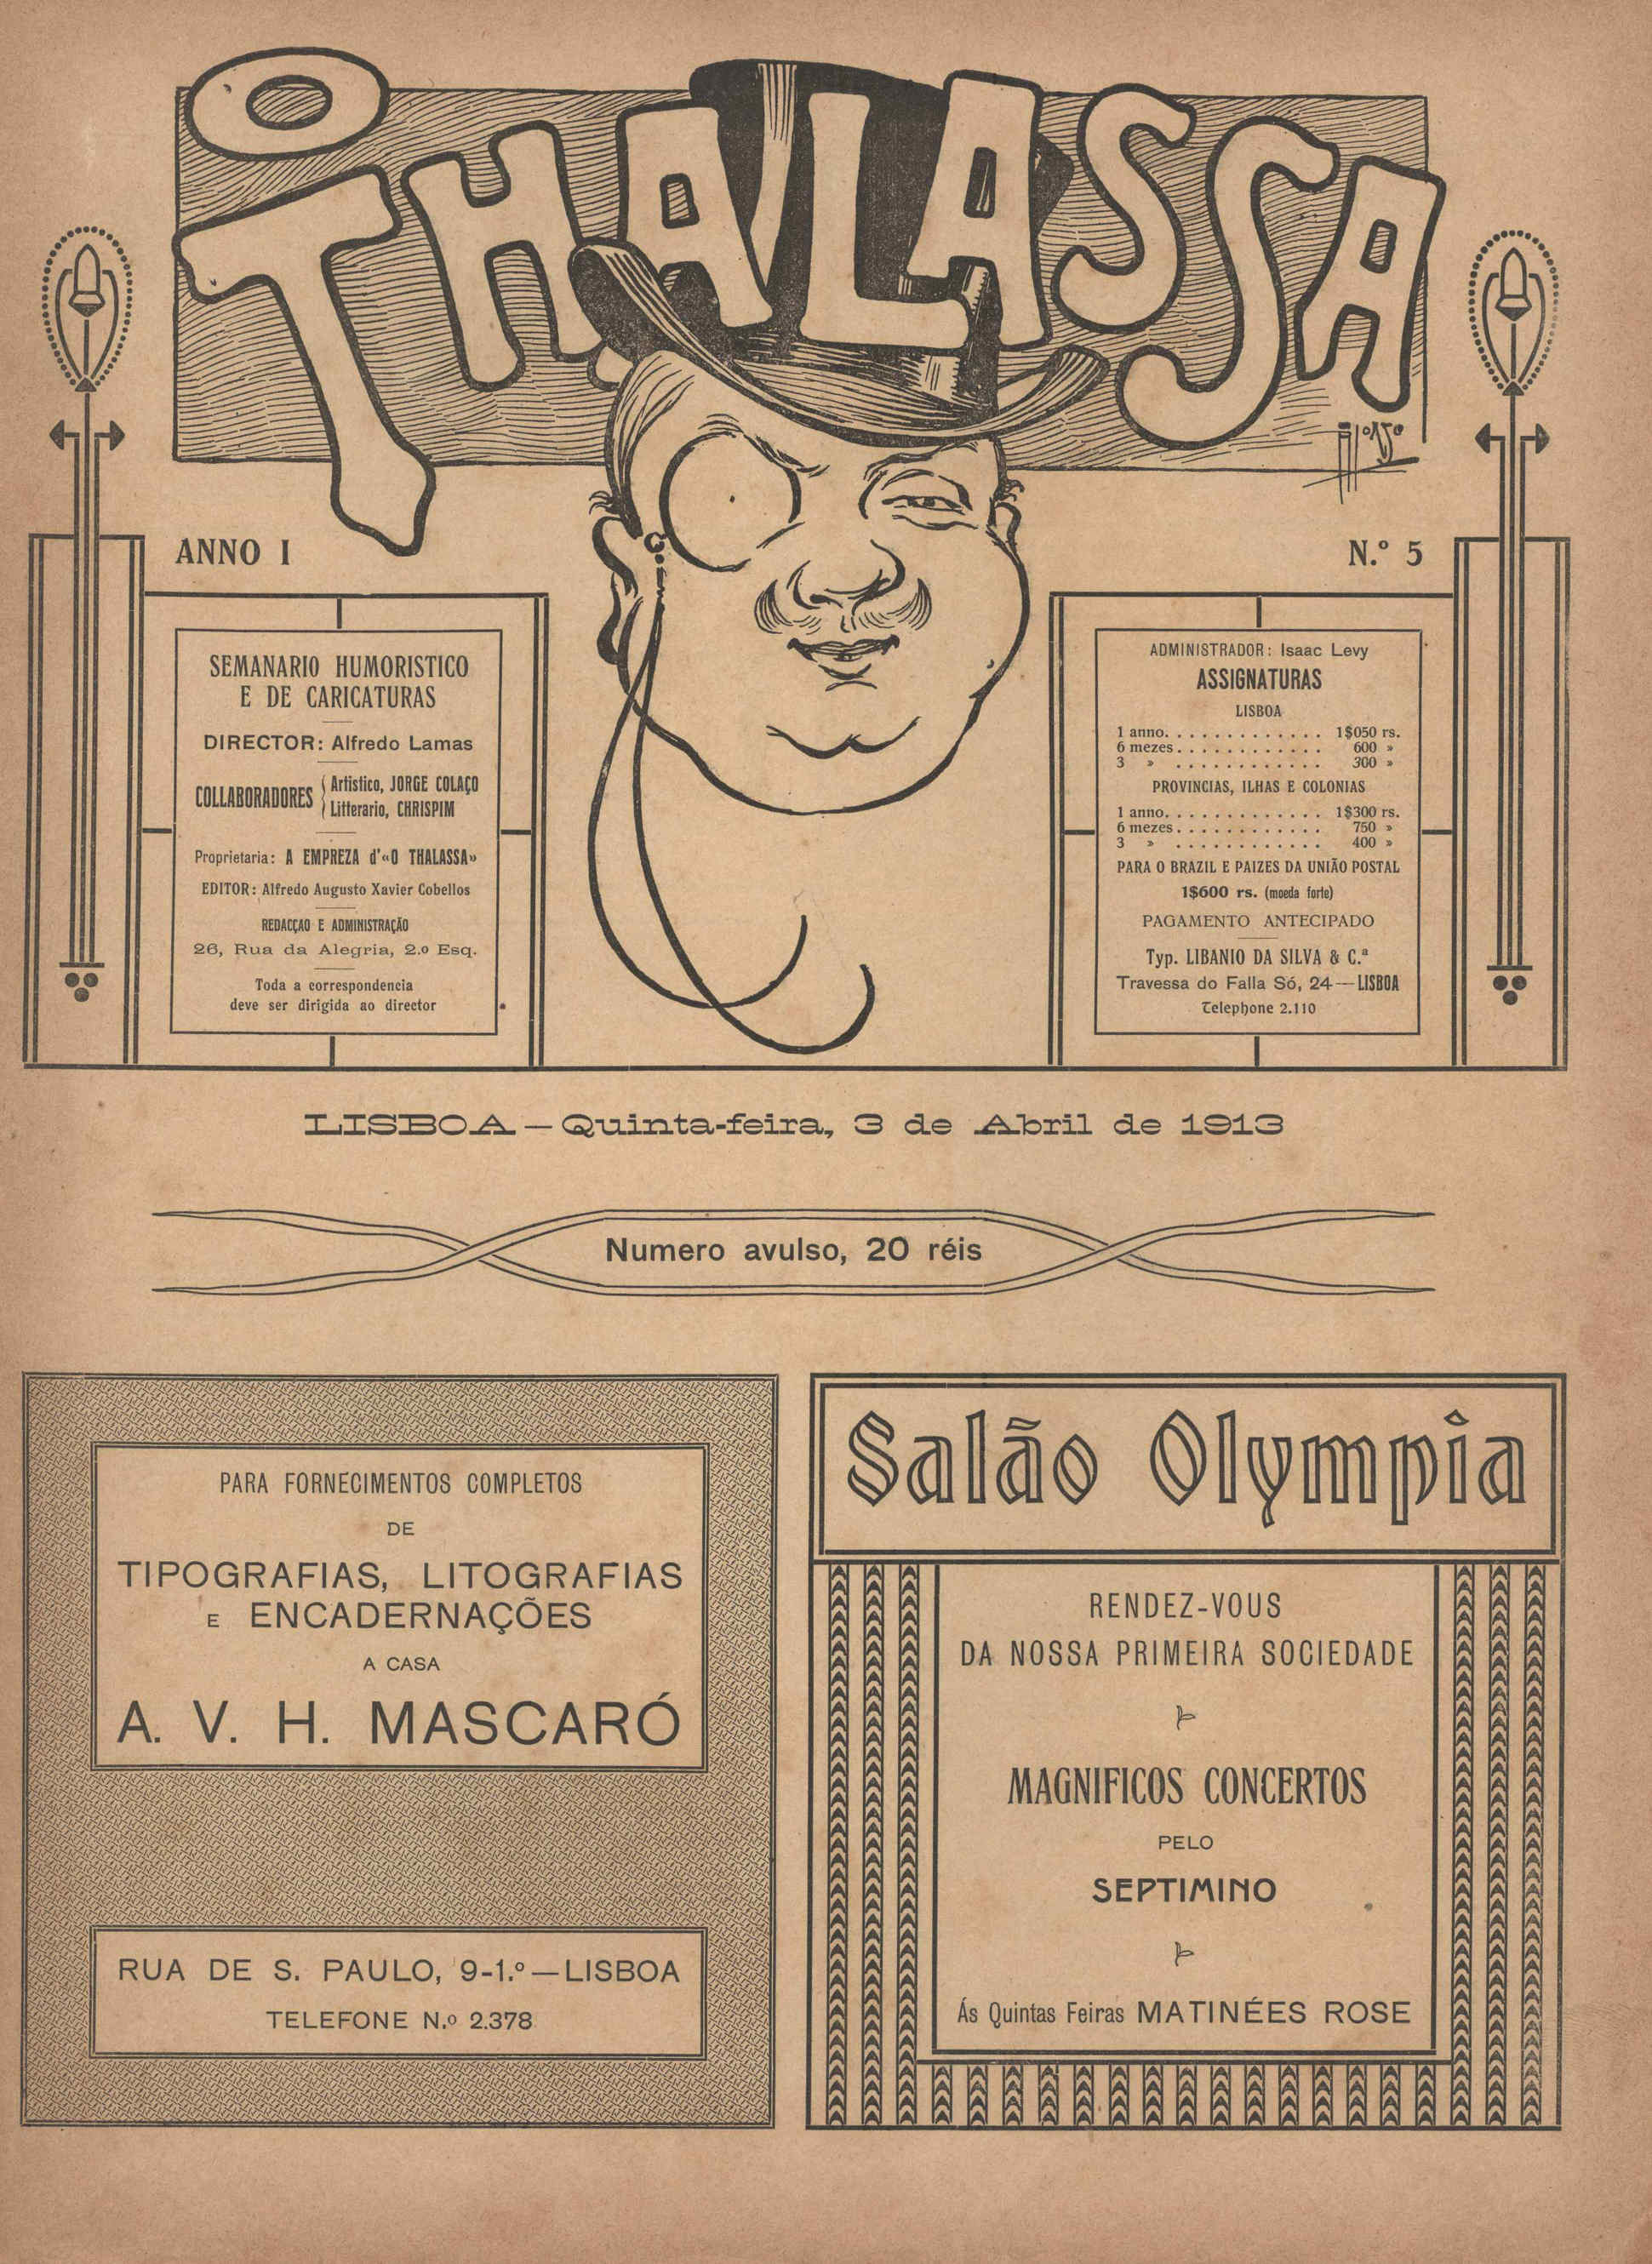 O THALASSA
ANNO I
N.º 5
SEMANARIO HUMORISTICO
E DE CARICATURAS
DIRECTOR: Alfredo Lamas
COLLABORADORES
Artistico, JORGE COLAÇO
Litterario, CHRISPIM
Proprietaria: A EMPREZA d'«O THALASSA»
EDITOR: Alfredo Augusto Xavier Cobellos
REDACÇAO E ADMINISTRAÇÃO
26, Rua da Alegria, 2.º Esq.
Toda a correspondencia
deve ser dirigida ao director
ADMINISTRADOR: Isaac Levy
ASSIGNATURAS
LISBOA
1 anno. . . . . . . . . . . . . 1$050 rs.
6 mezes . . . . . . . . . . . . 600 »
3 » . . . . . . . . . . . . 300 »
PROVINCIAS, ILHAS E COLONIAS
1 anno. . . . . . . . . . . . . 1$300 rs.
6 mezes . . . . . . . . . . . . 750 »
3 » . . . . . . . . . . . . 400 »
PARA O BRAZIL E PAIZES DA UNIÃO POSTAL
1$600 rs. (moeda forte)
PAGAMENTO ANTECIPADO
Typ. LIBANIO DA SILVA & C.ª
Travessa do Falla Só, 24—LISBOA
Telephone 2.110
LISBOA — Quinta-feira, 3 de Abril de 1913
Numero avulso, 20 réis
PARA FORNECIMENTOS COMPLETOS
DE
TIPOGRAFIAS, LITOGRAFIAS
E ENCADERNAÇÕES
A CASA
A. V. H. MASCARÓ
RUA DE S. PAULO, 9-1.º—LISBOA
TELEFONE N.º 2.378
Salão Olympia
RENDEZ-VOUS
DA NOSSA PRIMEIRA SOCIEDADE
MAGNIFICOS CONCERTOS
PELO
SEPTIMINO
Ás Quintas Feiras MATINÉES ROSE